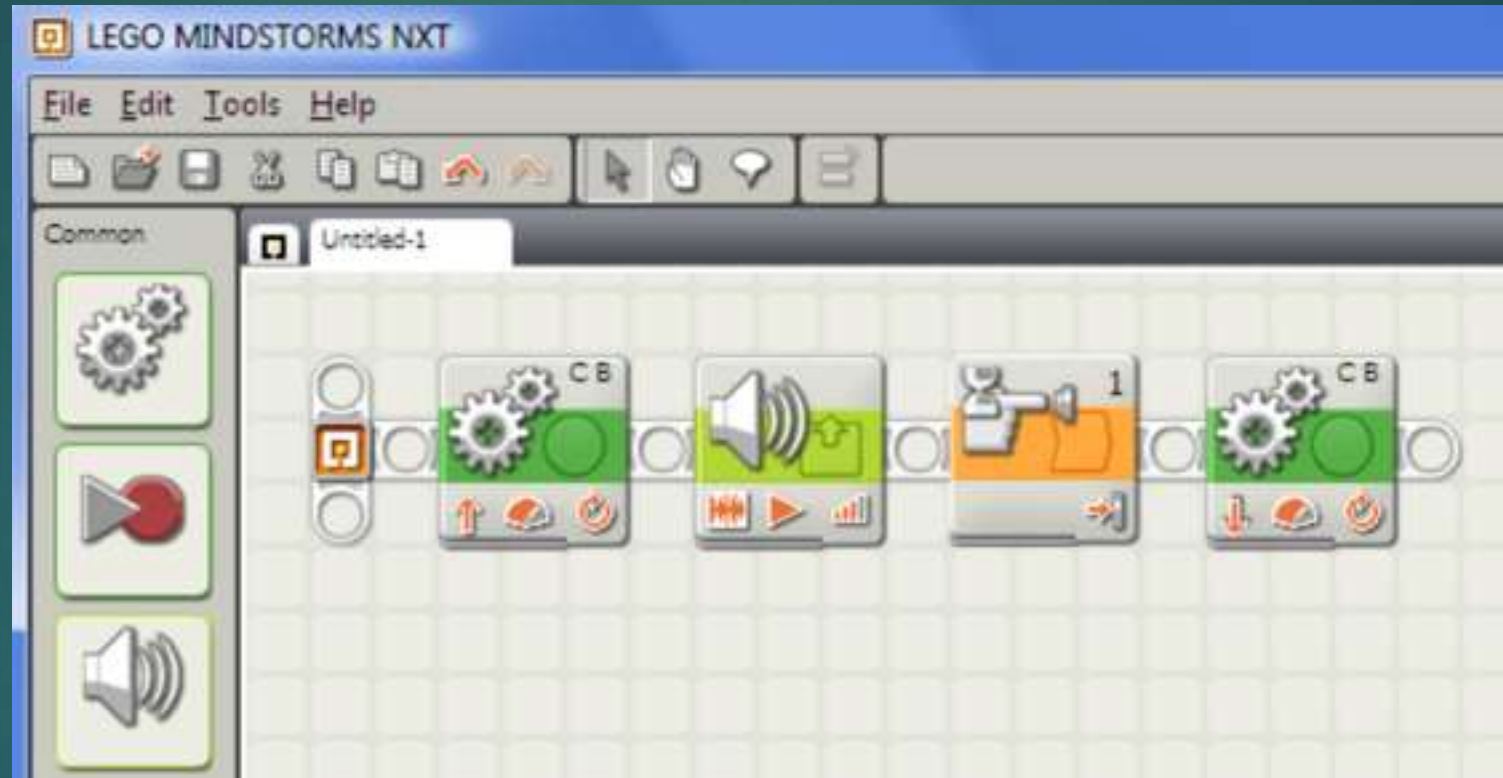 LEGO MINDSTORMS NXT
File Edit Tools Help
Common
Untitled-1
C B
1
C B